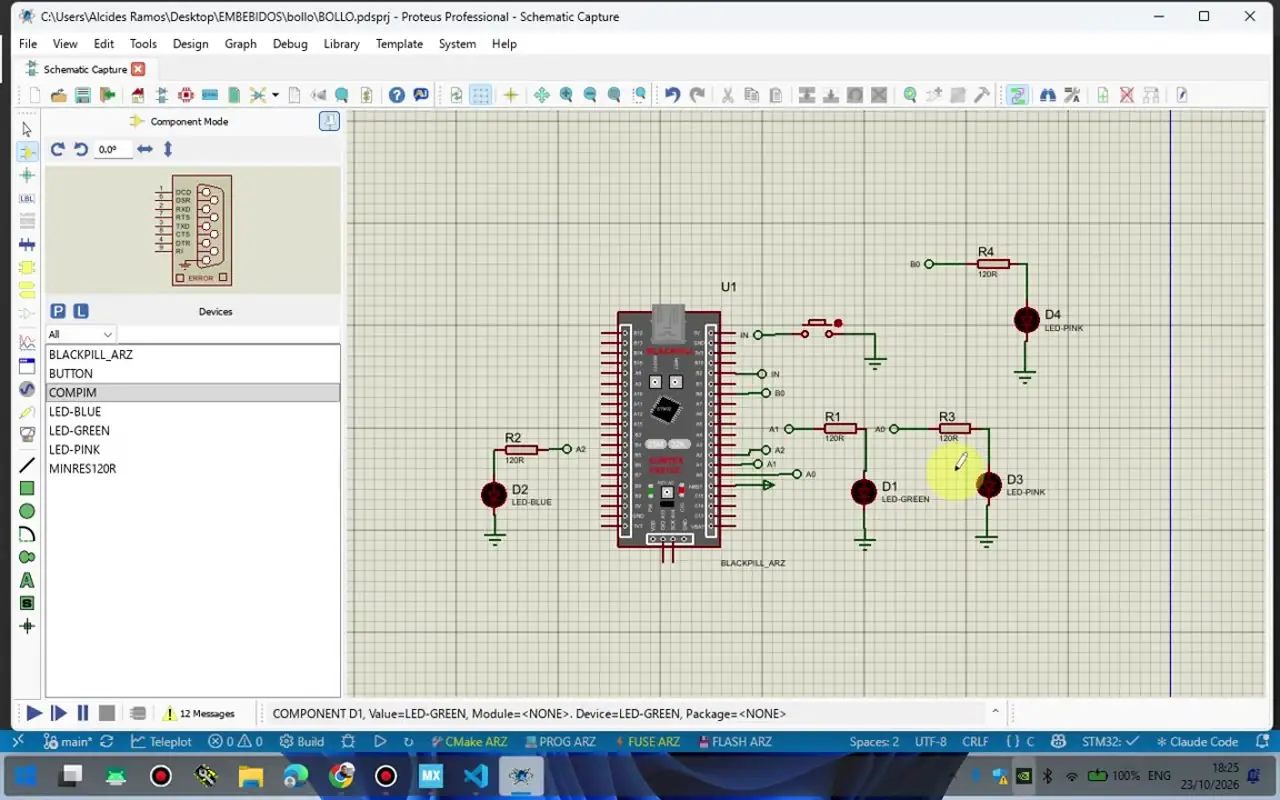 C:\Users\Alcides Ramos\Desktop\EMBEBIDOS\bollo\BOLLO.pdsprj - Proteus Professional - Schematic Capture
File View Edit Tools Design Graph Debug Library Template System Help
Schematic Capture
Component Mode
0.0°
DCD
DSR
RXD
RTS
TXD
CTS
DTR
RI
ERROR
P L Devices
All
BLACKPILL_ARZ
BUTTON
COMPIM
LED-BLUE
LED-GREEN
LED-PINK
MINRES120R
LBL
R4
B0
120R
D4
LED-PINK
U1
IN
IN
B0
R1
A1
120R
R3
A0
120R
R2
A2
120R
A2
A1
A0
D2
LED-BLUE
D1
LED-GREEN
D3
LED-PINK
BLACKPILL_ARZ
12 Messages
COMPONENT D1, Value=LED-GREEN, Module=<NONE>. Device=LED-GREEN, Package=<NONE>
main* Teleplot 0 0 Build CMake ARZ PROG ARZ FUSE ARZ FLASH ARZ Spaces: 2 UTF-8 CRLF { } C STM32: Claude Code
MX
100% ENG
18:25
23/10/2026